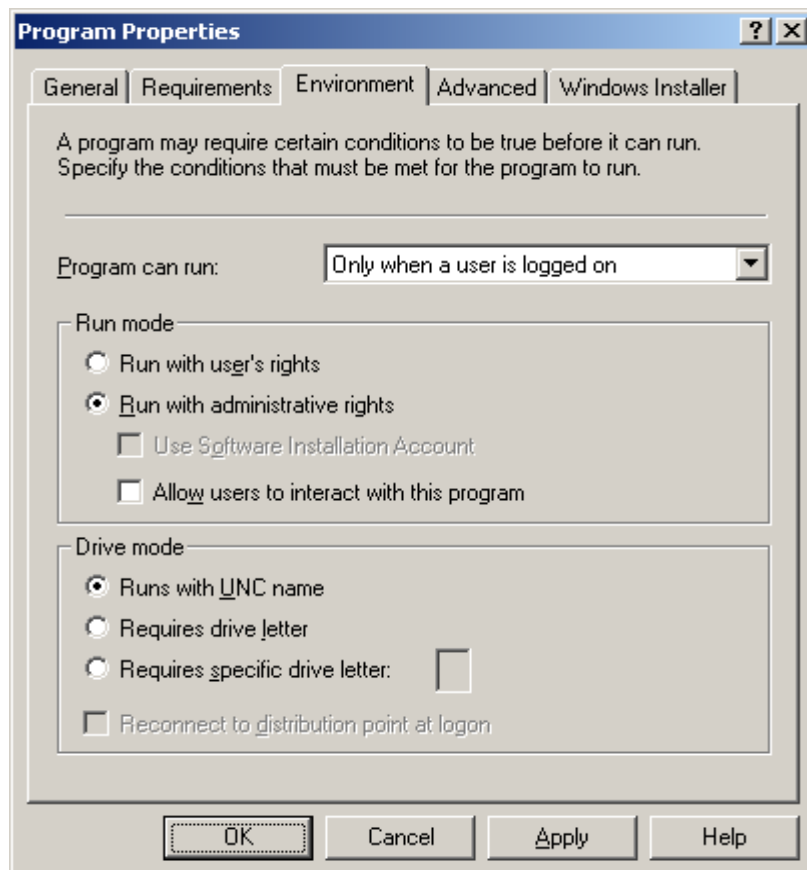 Program Properties
General Requirements Environment Advanced Windows Installer
A program may require certain conditions to be true before it can run.
Specify the conditions that must be met for the program to run.
Program can run: Only when a user is logged on
Run mode
Run with user's rights
Run with administrative rights
Use Software Installation Account
Allow users to interact with this program
Drive mode
Runs with UNC name
Requires drive letter
Requires specific drive letter:
Reconnect to distribution point at logon
OK Cancel Apply Help